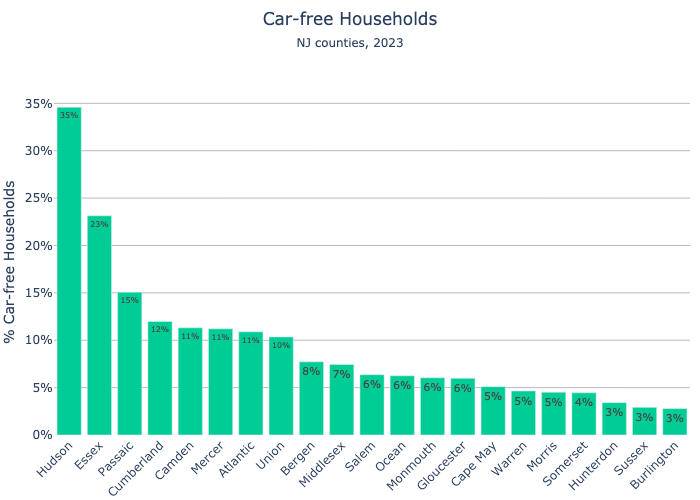 Car-free Households
NJ counties, 2023
% Car-free Households
35%
30%
25%
20%
15%
10%
5%
0%
35%
23%
15%
12%
11%
11%
11%
10%
8%
7%
6%
6%
6%
6%
5%
5%
5%
4%
3%
3%
3%
Hudson
Essex
Passaic
Cumberland
Camden
Mercer
Atlantic
Union
Bergen
Middlesex
Salem
Ocean
Monmouth
Gloucester
Cape May
Warren
Morris
Somerset
Hunterdon
Sussex
Burlington